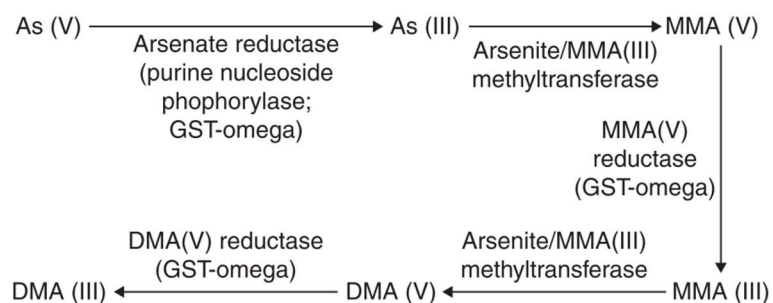 As (V)
As (III)
MMA (V)
Arsenate reductase
(purine nucleoside
phophorylase;
GST-omega)
Arsenite/MMA(III)
methyltransferase
MMA(V)
reductase
(GST-omega)
DMA(V) reductase
(GST-omega)
Arsenite/MMA(III)
methyltransferase
DMA (III)
DMA (V)
MMA (III)